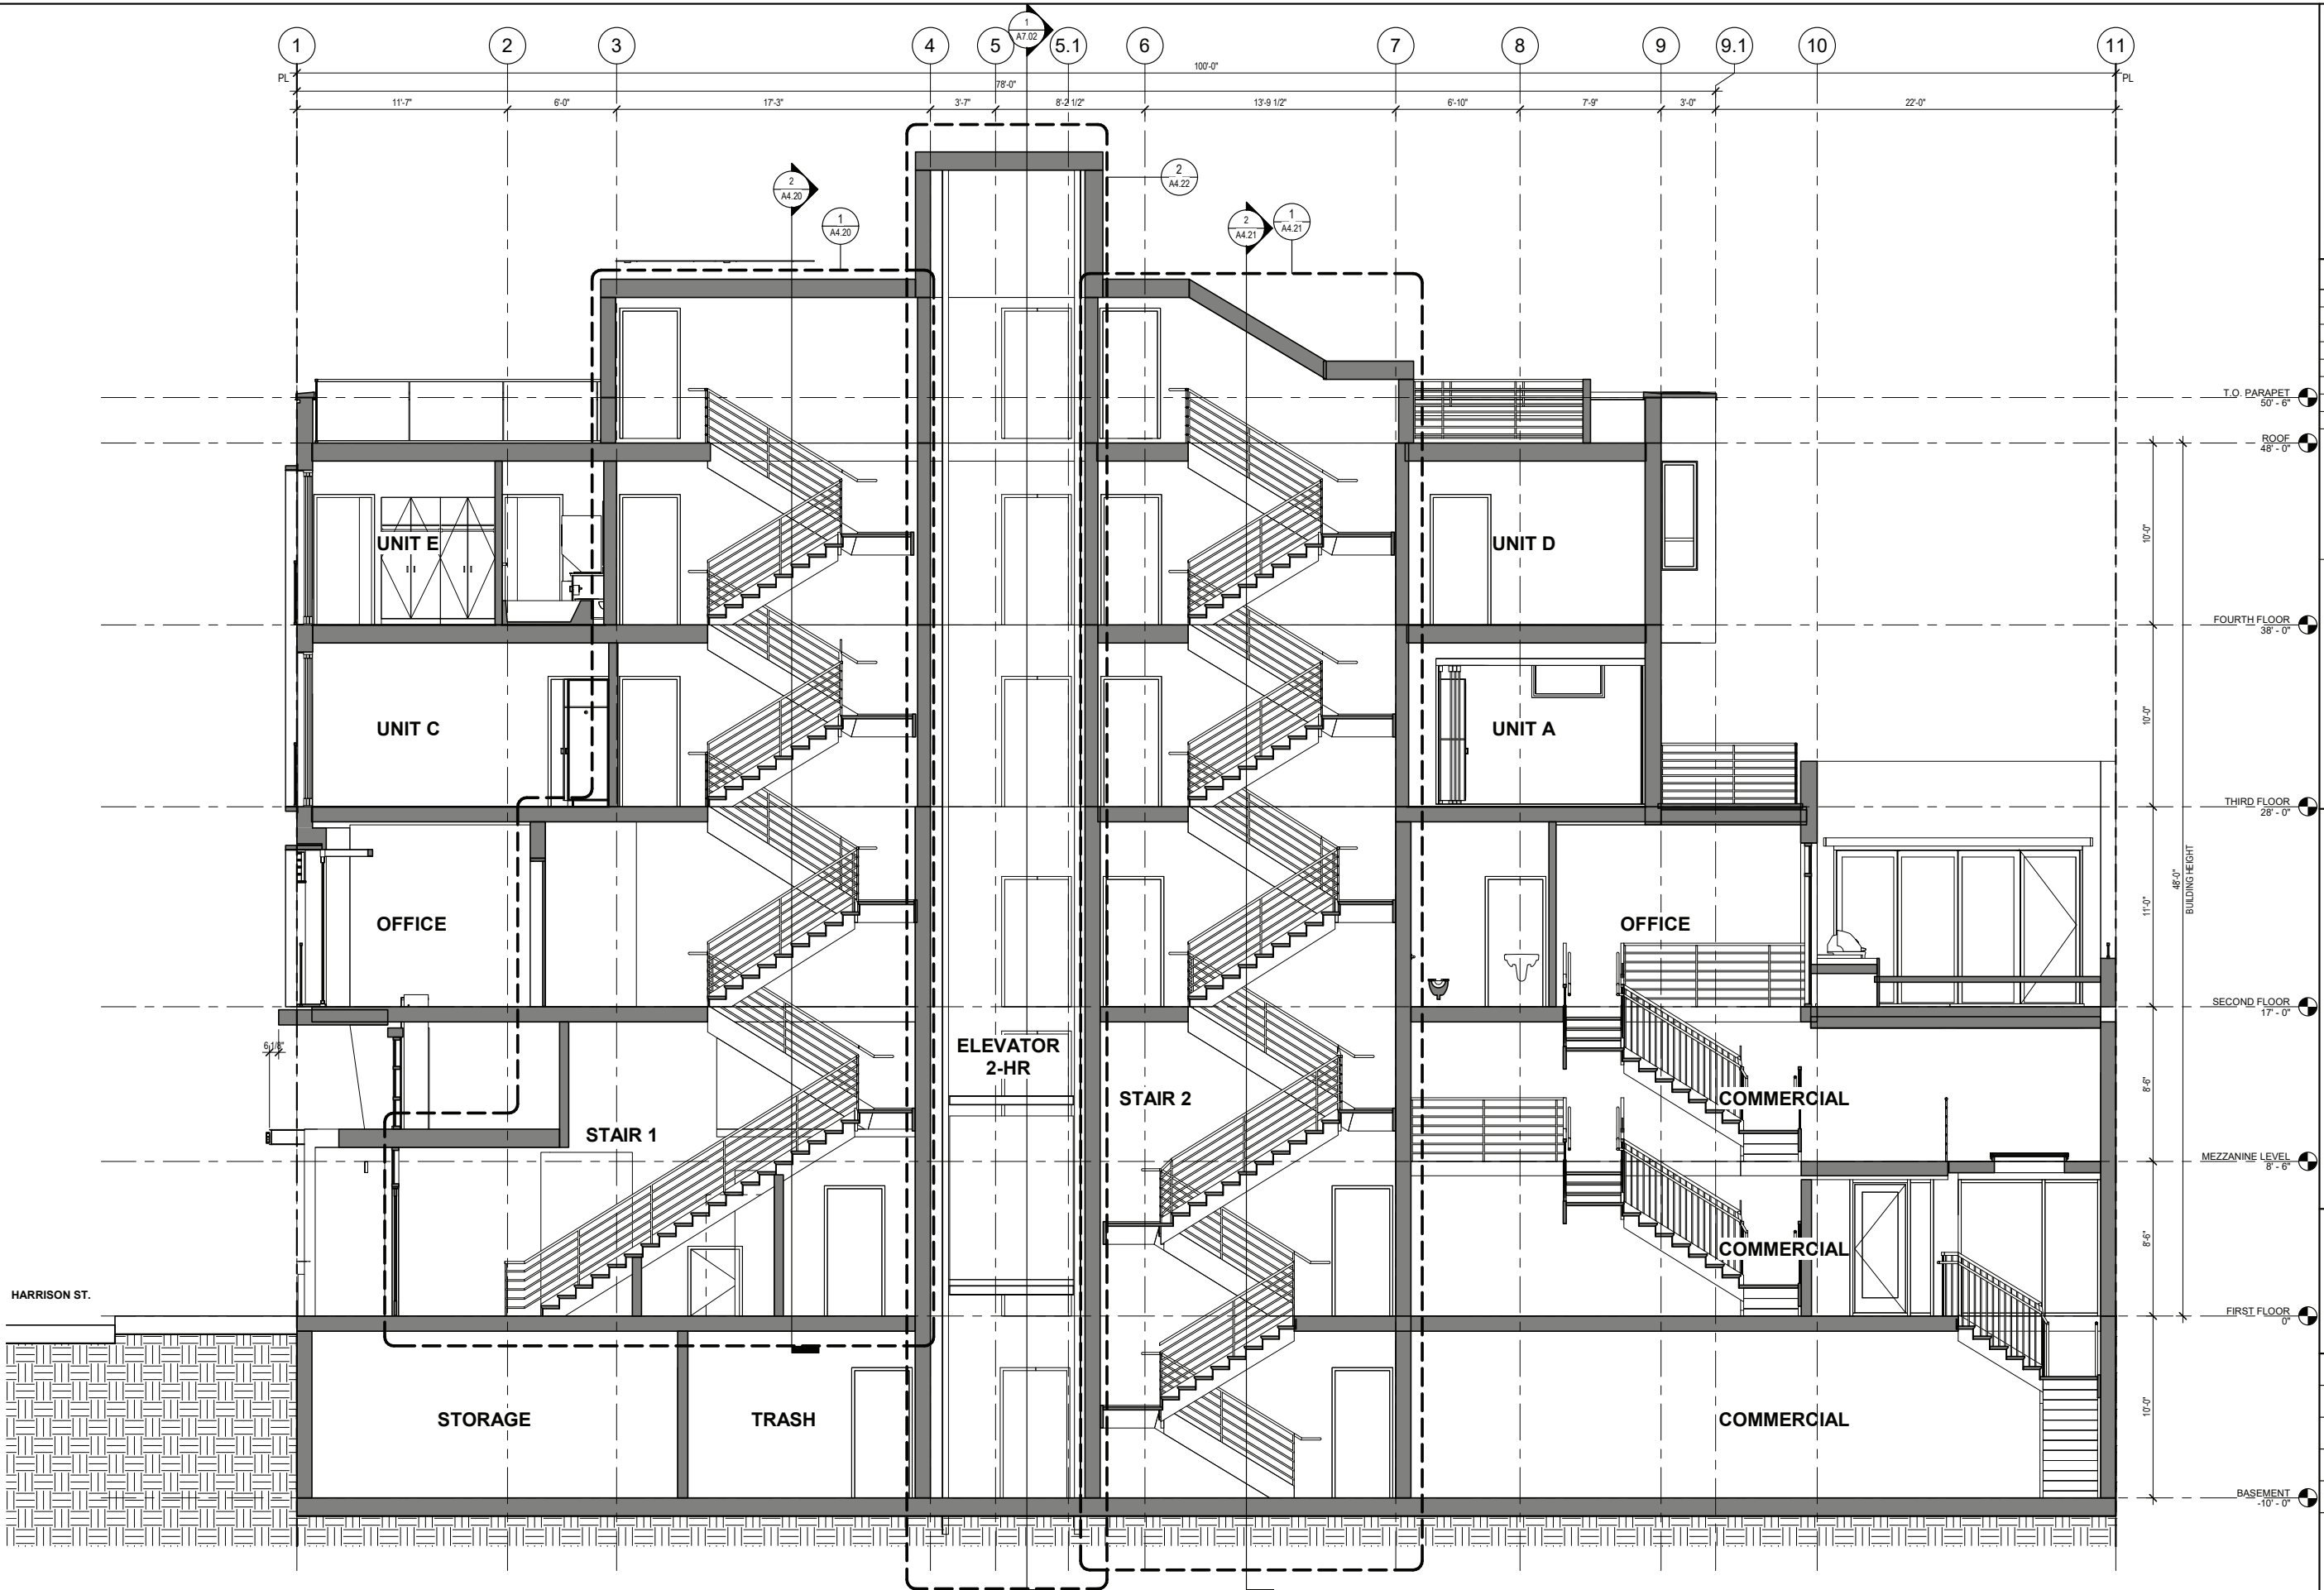 1
A7.02
1
2
3
4
5
5.1
6
7
8
9
9.1
10
11
PL
100'-0"
PL
78'-0"
11'-7"
6'-0"
17'-3"
3'-7"
8'-2 1/2"
13'-9 1/2"
6'-10"
7'-9"
3'-0"
22'-0"
2
A4.20
1
A4.20
2
A4.22
2
A4.21
1
A4.21
T.O. PARAPET
50' - 6"
ROOF
48' - 0"
10'-0"
UNIT E
UNIT D
FOURTH FLOOR
38' - 0"
10'-0"
UNIT C
UNIT A
THIRD FLOOR
28' - 0"
48'-0"
BUILDING HEIGHT
11'-0"
OFFICE
OFFICE
SECOND FLOOR
17' - 0"
6 1/8"
ELEVATOR
2-HR
STAIR 2
COMMERCIAL
8'-6"
STAIR 1
MEZZANINE LEVEL
8' - 6"
COMMERCIAL
8'-6"
HARRISON ST.
FIRST FLOOR
0"
10'-0"
STORAGE
TRASH
COMMERCIAL
BASEMENT
-10' - 0"